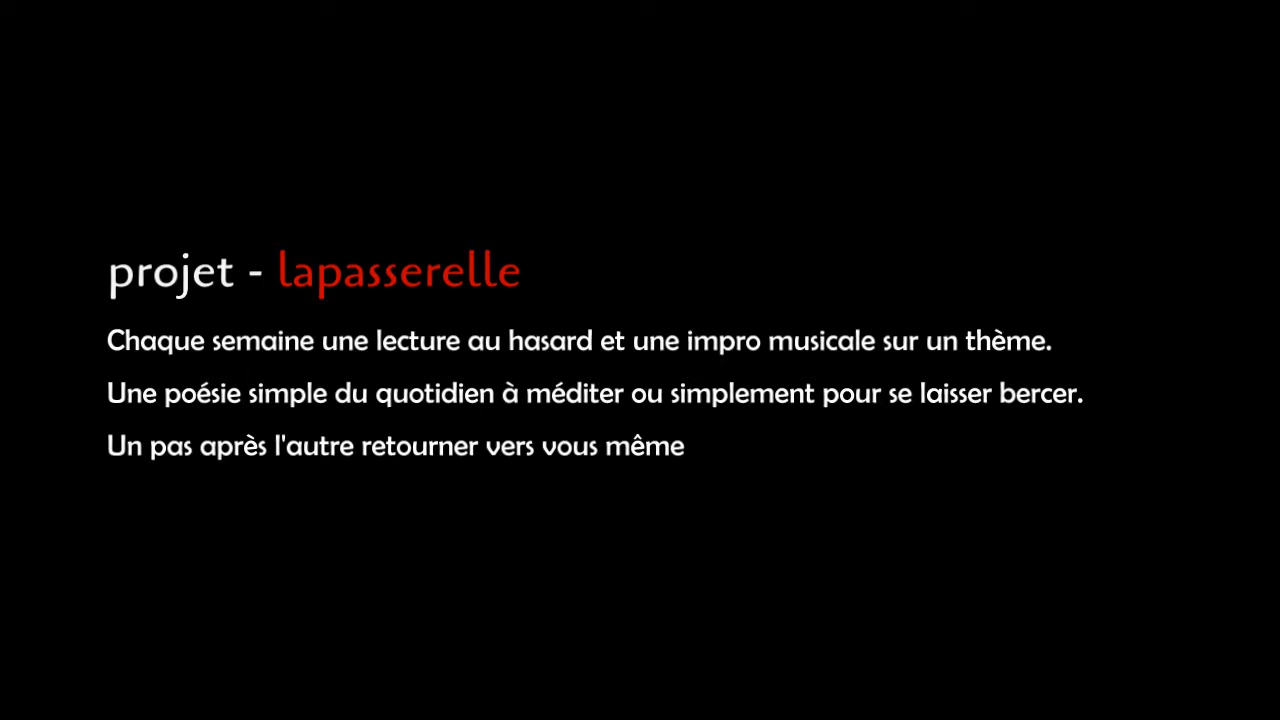 projet - lapasserelle
Chaque semaine une lecture au hasard et une impro musicale sur un thème.
Une poésie simple du quotidien à méditer ou simplement pour se laisser bercer.
Un pas après l'autre retourner vers vous même